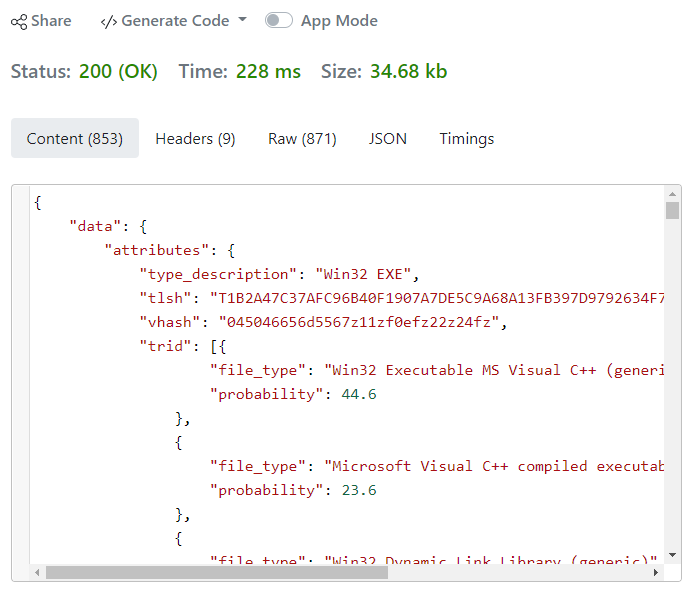 Share </> Generate Code App Mode
Status: 200 (OK) Time: 228 ms Size: 34.68 kb
Content (853) Headers (9) Raw (871) JSON Timings
{
"data": {
"attributes": {
"type_description": "Win32 EXE",
"tlsh": "T1B2A47C37AFC96B40F1907A7DE5C9A68A13FB397D9792634F7
"vhash": "045046656d5567z11zf0efz22z24fz",
"trid": [{
"file_type": "Win32 Executable MS Visual C++ (generi
"probability": 44.6
},
{
"file_type": "Microsoft Visual C++ compiled executab
"probability": 23.6
},
{
"file_type": "Win32 Dynamic Link Library (generic)"